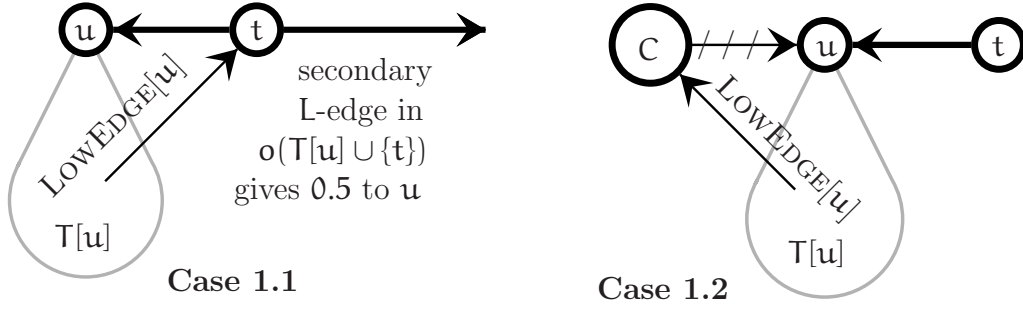 u
t
LOWEDGE[u]
secondary
L-edge in
o(T[u] ∪ {t})
gives 0.5 to u
T[u]
Case 1.1
C
u
t
LOWEDGE[u]
T[u]
Case 1.2